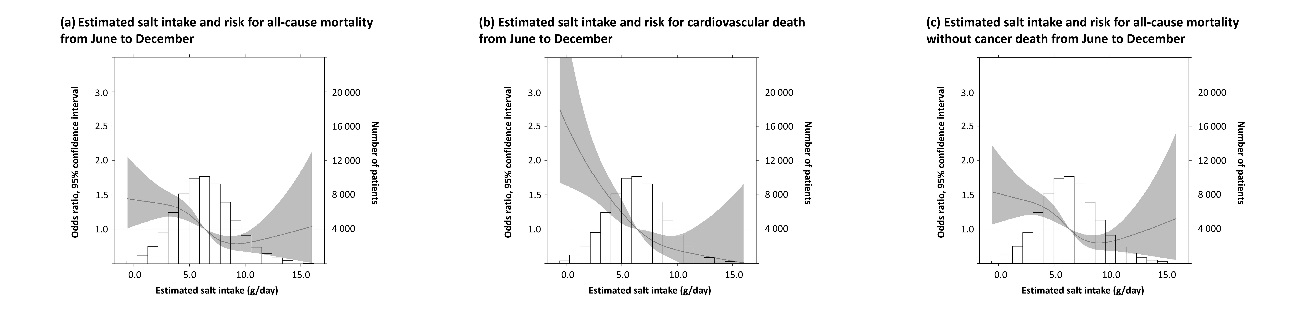 (a) Estimated salt intake and risk for all-cause mortality
from June to December
3.0
2.5
2.0
1.5
1.0
Odds ratio, 95% confidence interval
20 000
16 000
12 000
8 000
4 000
Number of patients
0.0 5.0 10.0 15.0
Estimated salt intake (g/day)
(b) Estimated salt intake and risk for cardiovascular death
from June to December
3.0
2.5
2.0
1.5
1.0
Odds ratio, 95% confidence interval
20 000
16 000
12 000
8 000
4 000
Number of patients
0.0 5.0 10.0 15.0
Estimated salt intake (g/day)
(c) Estimated salt intake and risk for all-cause mortality
without cancer death from June to December
3.0
2.5
2.0
1.5
1.0
Odds ratio, 95% confidence interval
20 000
16 000
12 000
8 000
4 000
Number of patients
0.0 5.0 10.0 15.0
Estimated salt intake (g/day)